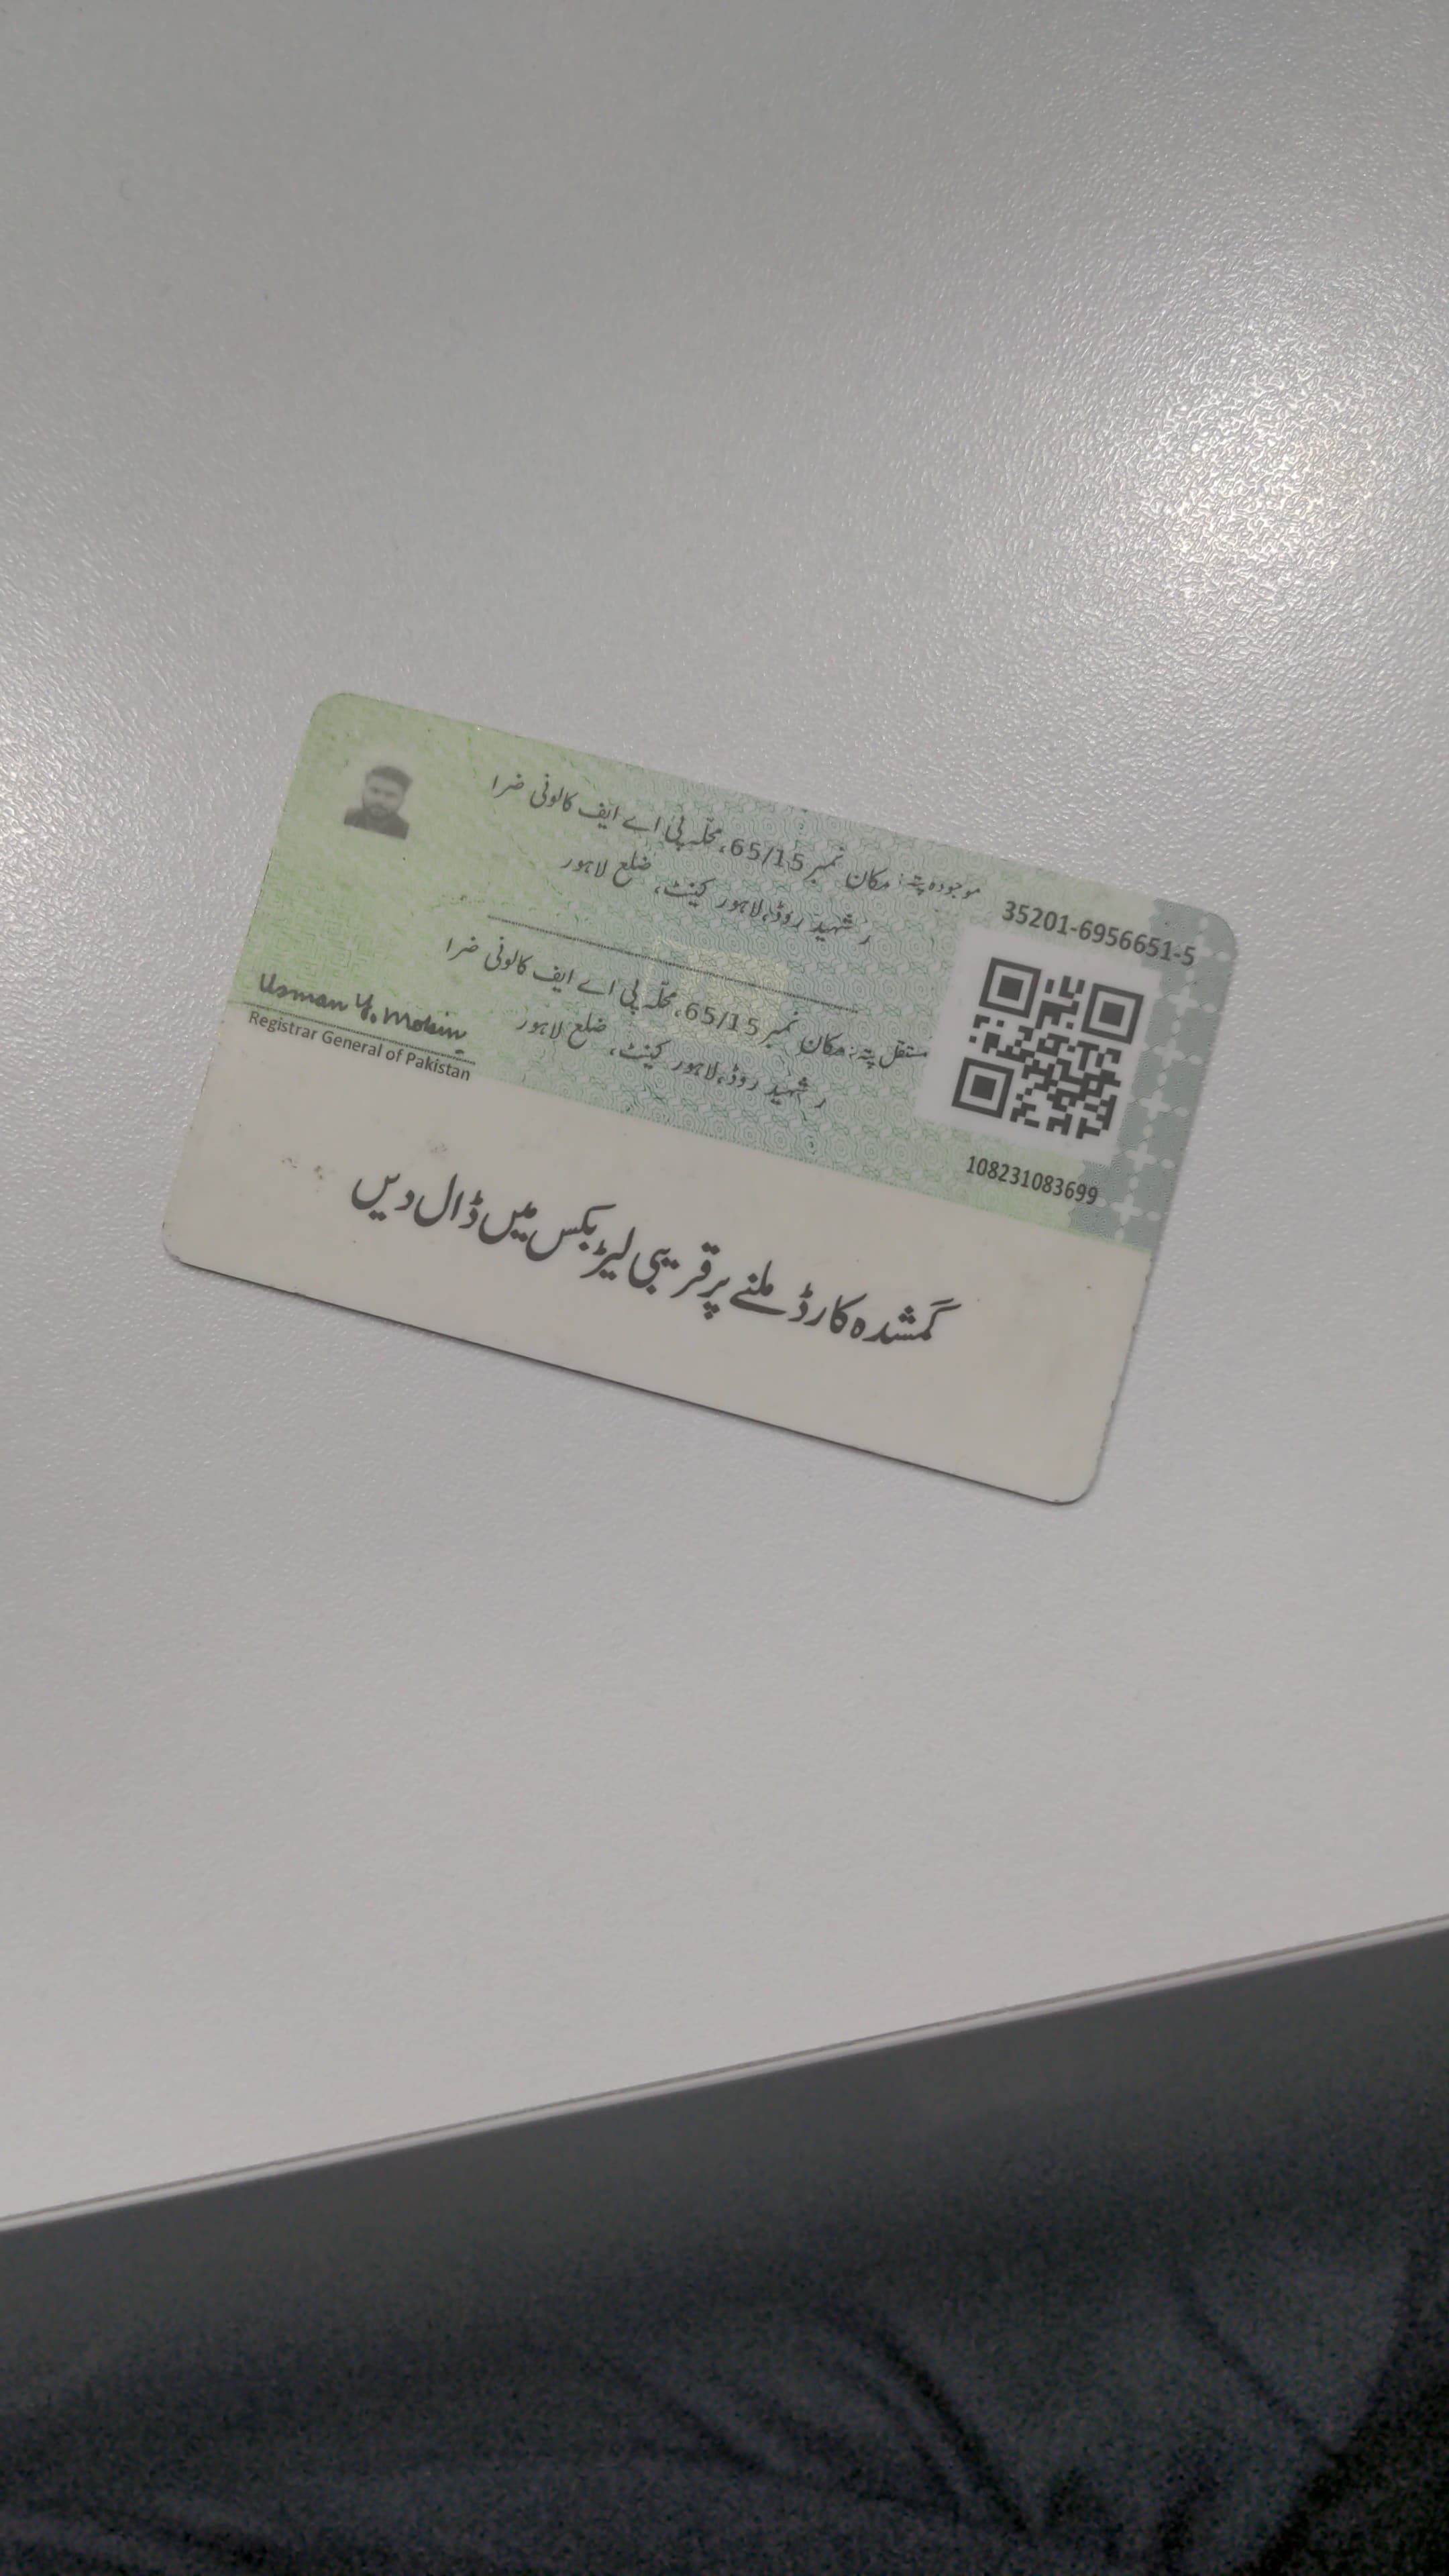 موجودہ پتہ: مکان نمبر 65/15، محلہ پی اے ایف کالونی ضرا
ر شہید روڈ،لاہور کینٹ، ضلع لاہور
مستقل پتہ: مکان نمبر 65/15، محلہ پی اے ایف کالونی ضرا
ر شہید روڈ،لاہور کینٹ، ضلع لاہور
35201-6956651-5
108231083699
Usman Y. Mobin
Registrar General of Pakistan
گمشدہ کارڈ ملنے پر قریبی لیٹر بکس میں ڈال دیں